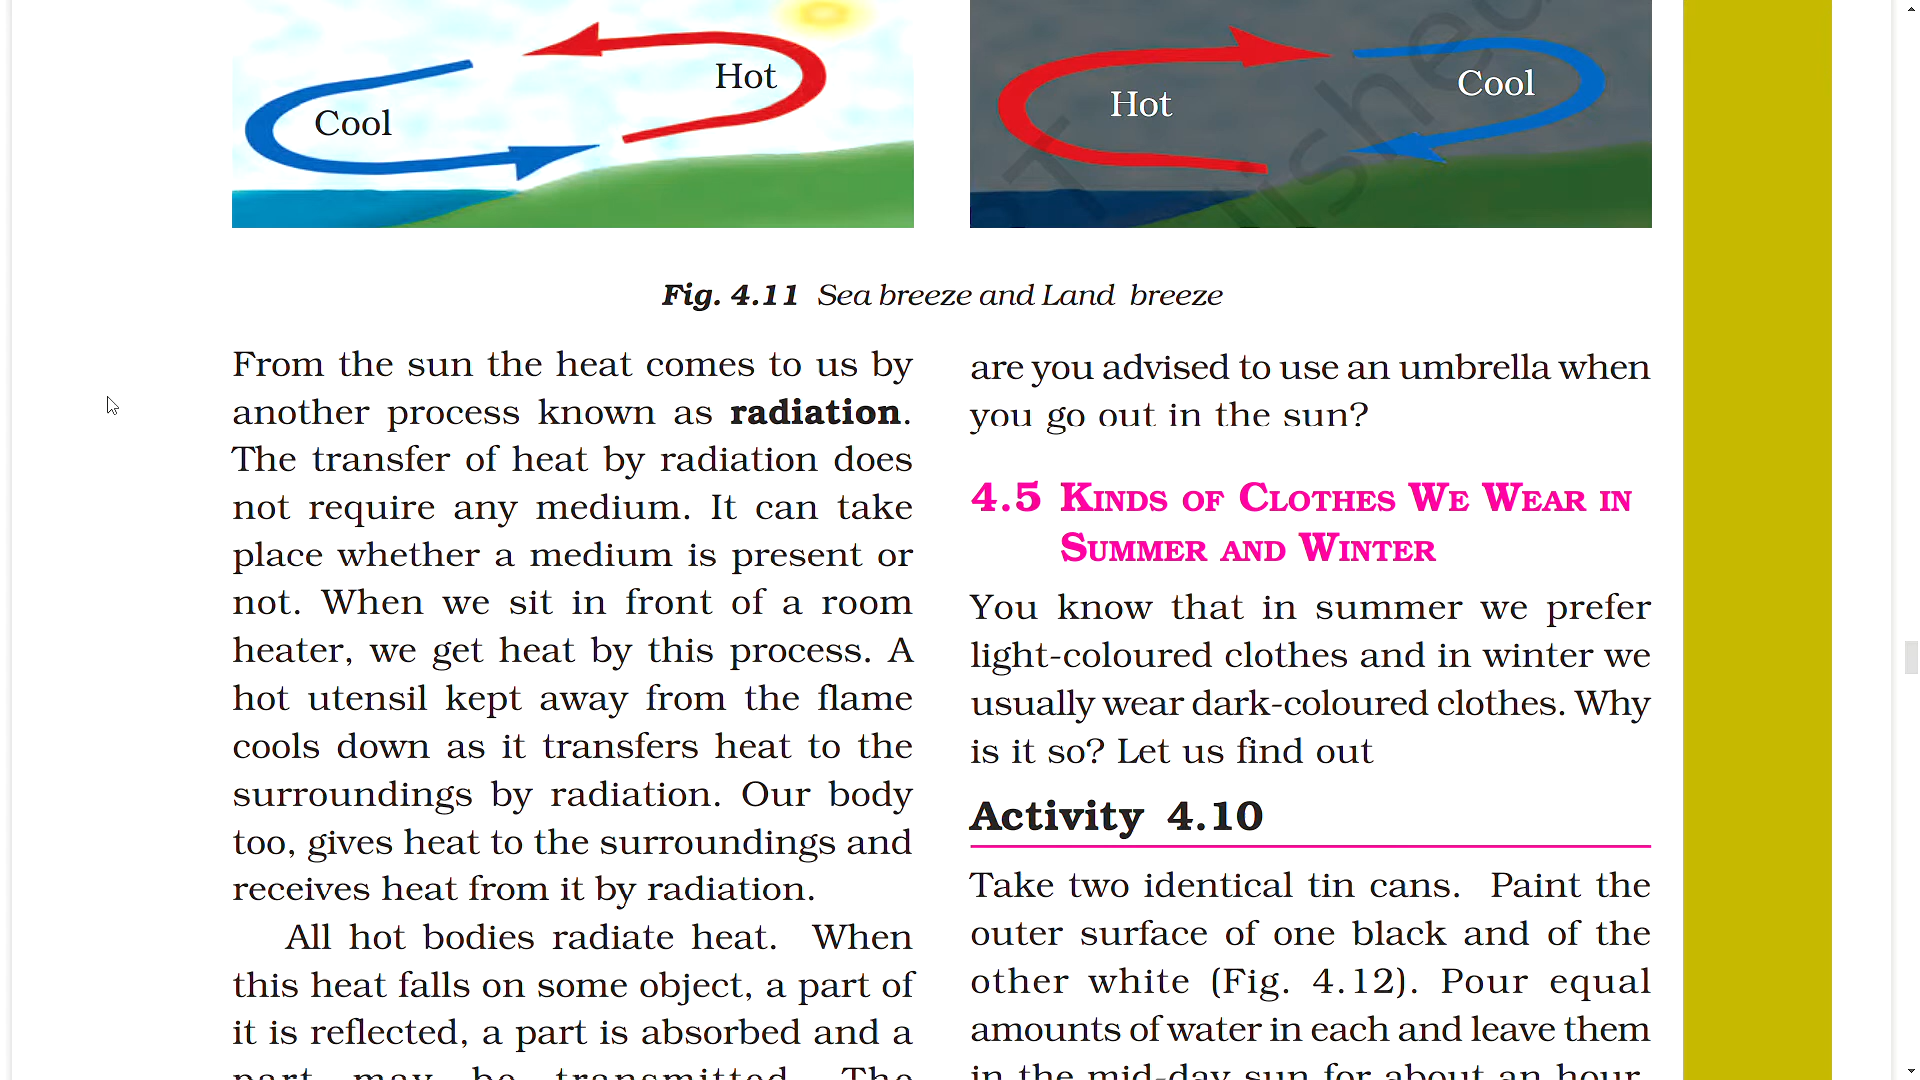 Hot
Cool
Hot
Cool
Fig. 4.11 Sea breeze and Land breeze
From the sun the heat comes to us by
another process known as radiation.
The transfer of heat by radiation does
not require any medium. It can take
place whether a medium is present or
not. When we sit in front of a room
heater, we get heat by this process. A
hot utensil kept away from the flame
cools down as it transfers heat to the
surroundings by radiation. Our body
too, gives heat to the surroundings and
receives heat from it by radiation.
All hot bodies radiate heat. When
this heat falls on some object, a part of
it is reflected, a part is absorbed and a
part may be transmitted. The
are you advised to use an umbrella when
you go out in the sun?
4.5 Kinds of Clothes We Wear in
Summer and Winter
You know that in summer we prefer
light-coloured clothes and in winter we
usually wear dark-coloured clothes. Why
is it so? Let us find out
Activity 4.10
Take two identical tin cans. Paint the
outer surface of one black and of the
other white (Fig. 4.12). Pour equal
amounts of water in each and leave them
in the mid-day sun for about an hour.